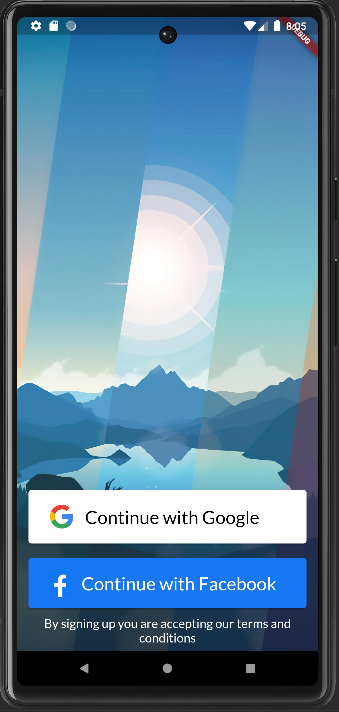 8:05
DEBUG
Continue with Google
Continue with Facebook
By signing up you are accepting our terms and
conditions